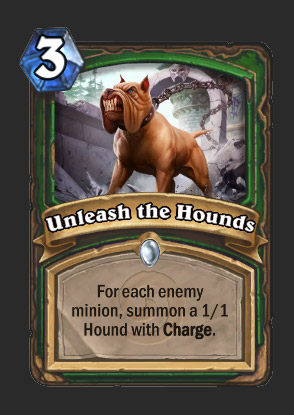 3
Unleash the Hounds
For each enemy
minion, summon a 1/1
Hound with Charge.